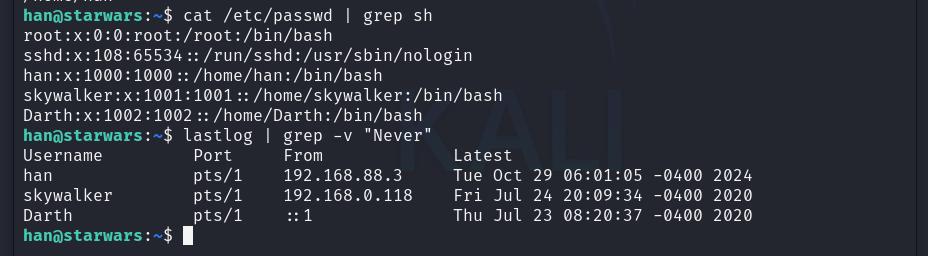 /home/han
han@starwars:~$ cat /etc/passwd | grep sh
root:x:0:0:root:/root:/bin/bash
sshd:x:108:65534::/run/sshd:/usr/sbin/nologin
han:x:1000:1000::/home/han:/bin/bash
skywalker:x:1001:1001::/home/skywalker:/bin/bash
Darth:x:1002:1002::/home/Darth:/bin/bash
han@starwars:~$ lastlog | grep -v "Never"
Username         Port     From             Latest
han              pts/1    192.168.88.3     Tue Oct 29 06:01:05 -0400 2024
skywalker        pts/1    192.168.0.118    Fri Jul 24 20:09:34 -0400 2020
Darth            pts/1    ::1              Thu Jul 23 08:20:37 -0400 2020
han@starwars:~$
KALI